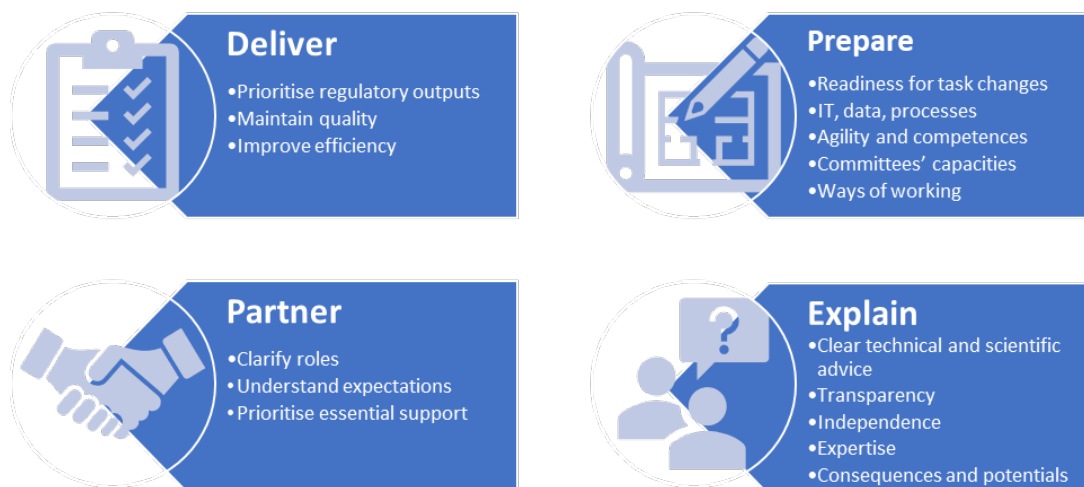 Deliver
•Prioritise regulatory outputs
•Maintain quality
•Improve efficiency
Prepare
•Readiness for task changes
•IT, data, processes
•Agility and competences
•Committees’ capacities
•Ways of working
Partner
•Clarify roles
•Understand expectations
•Prioritise essential support
?
Explain
•Clear technical and scientific
advice
•Transparency
•Independence
•Expertise
•Consequences and potentials